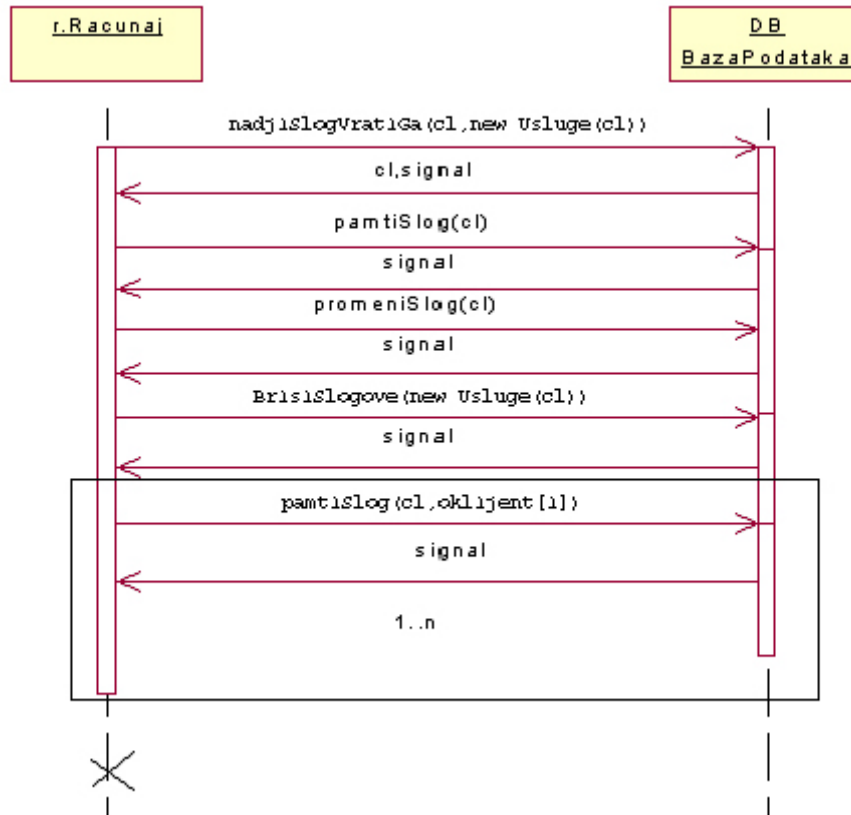 r.Racunaj
DB
BazaPodataka
nadjiSlogVratiGa(cl,new Usluge(cl))
cl,signal
pamtiSlog(cl)
signal
promeniSlog(cl)
signal
BrisiSlogove(new Usluge(cl))
signal
pamtiSlog(cl,oklijent[i])
signal
1..n